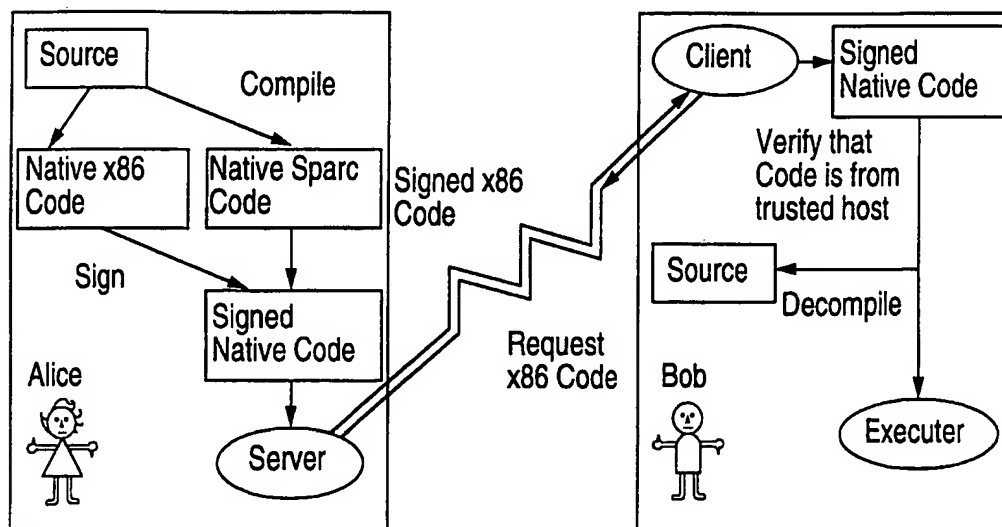 Source
Compile
Native x86
Code
Native Sparc
Code
Sign
Signed
Native Code
Alice
Server
Signed x86
Code
Request
x86 Code
Client
Signed
Native Code
Verify that
Code is from
trusted host
Source
Decompile
Bob
Executer